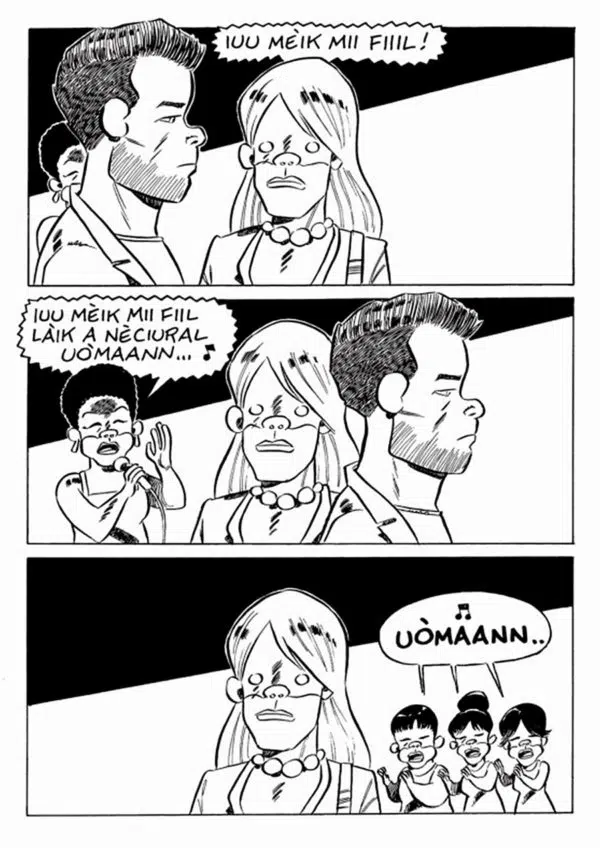 IUU MÈIK MII FIIIL!
IUU MÈIK MII FIIL
LÀIK A NÈCIURAL
UÒMAANN... ♪
♫
UÒMAANN..